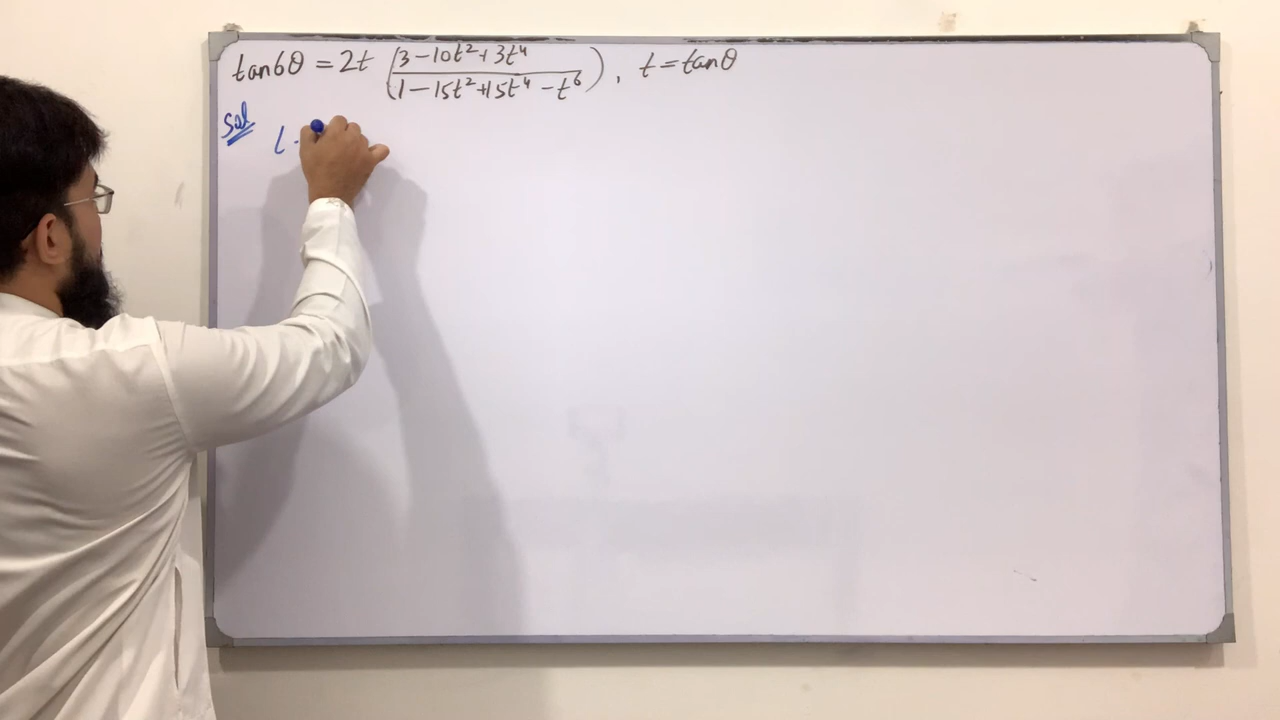 tan6θ = 2t (3 − 10t² + 3t⁴ / 1 − 15t² + 15t⁴ − t⁶), t = tanθ
Sol
L.